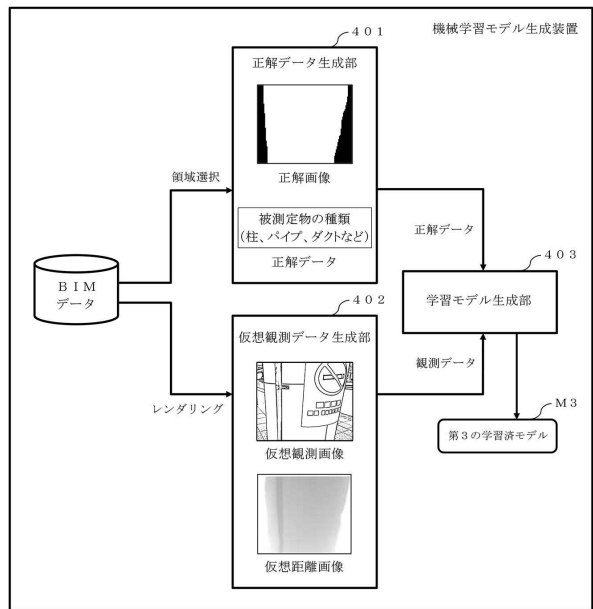 機械学習モデル生成装置
４０１
正解データ生成部
正解画像
被測定物の種類
（柱、パイプ、ダクトなど）
正解データ
領域選択
ＢＩＭ
データ
レンダリング
４０２
仮想観測データ生成部
仮想観測画像
仮想距離画像
正解データ
４０３
学習モデル生成部
観測データ
Ｍ３
第３の学習済モデル